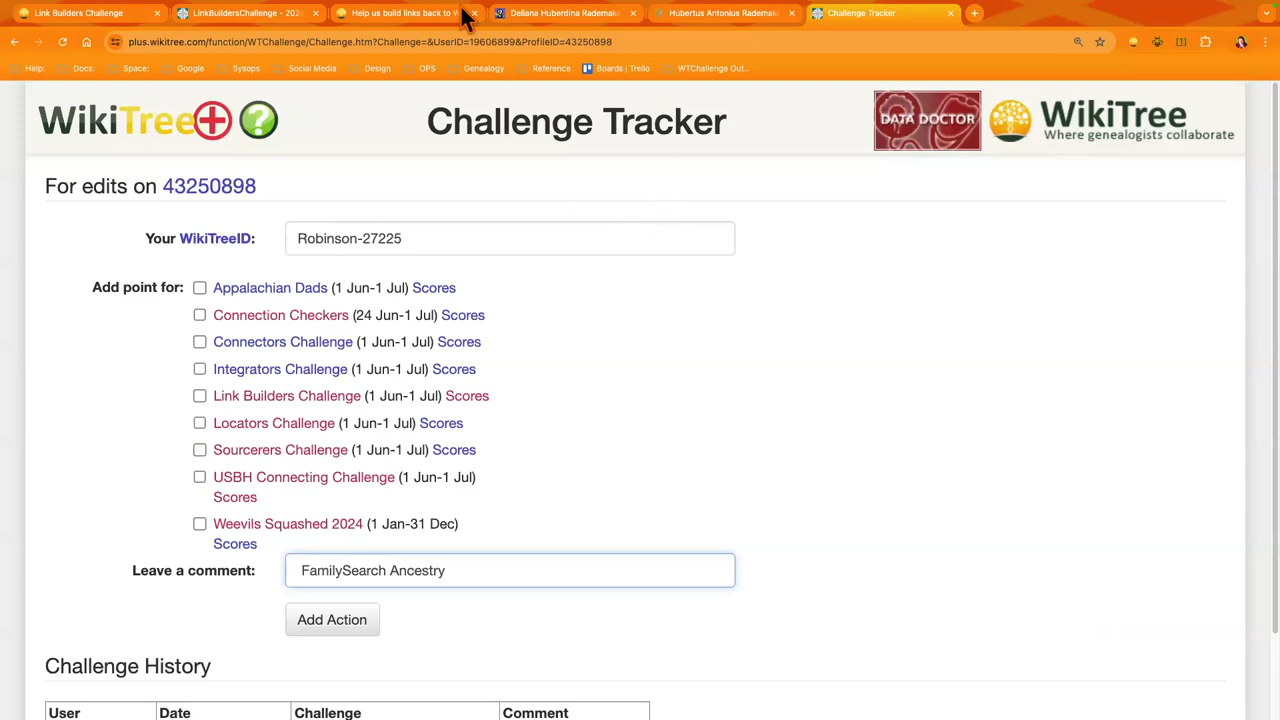 Link Builders Challenge
LinkBuildersChallenge - 202
Help us build links back to W
Deliana Huberdina Rademake
Hubertus Antonius Rademak
Challenge Tracker
plus.wikitree.com/function/WTChallenge/Challenge.htm?Challenge=&UserID=19606899&ProfileID=43250898
Help: Docs: Space: Google Sysops Social Media Design OPS Genealogy Reference Boards | Trello WTChallenge Out...
WikiTree+ ?
Challenge Tracker
DATA DOCTOR
WikiTree
Where genealogists collaborate
For edits on 43250898
Your WikiTreeID: Robinson-27225
Add point for: Appalachian Dads (1 Jun-1 Jul) Scores
Connection Checkers (24 Jun-1 Jul) Scores
Connectors Challenge (1 Jun-1 Jul) Scores
Integrators Challenge (1 Jun-1 Jul) Scores
Link Builders Challenge (1 Jun-1 Jul) Scores
Locators Challenge (1 Jun-1 Jul) Scores
Sourcerers Challenge (1 Jun-1 Jul) Scores
USBH Connecting Challenge (1 Jun-1 Jul)
Scores
Weevils Squashed 2024 (1 Jan-31 Dec)
Scores
Leave a comment: FamilySearch Ancestry
Add Action
Challenge History
User Date Challenge Comment